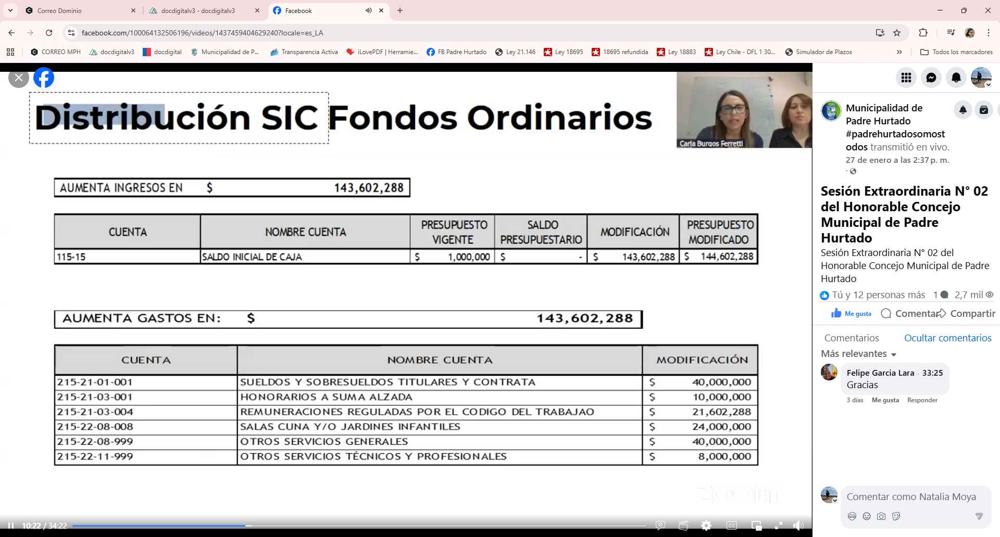 Correo Dominio
docdigitalv3 - docdigitalv3
Facebook
facebook.com/100064132506196/videos/1437459404629240?locale=es_LA
CORREO MPH
docdigitalv3
docdigital
Municipalidad de P...
Transparencia Activa
iLovePDF | Herramie...
FB Padre Hurtado
Ley 21.146
Ley 18695
18695 refundida
Ley 18883
Ley Chile - DFL 1 30...
Simulador de Plazos
Todos los marcadores
Distribución SIC Fondos Ordinarios
Carla Burgos Ferretti
AUMENTA INGRESOS EN $ 143,602,288
CUENTA NOMBRE CUENTA PRESUPUESTO VIGENTE SALDO PRESUPUESTARIO MODIFICACIÓN PRESUPUESTO MODIFICADO
115-15 SALDO INICIAL DE CAJA $ 1,000,000 $ - $ 143,602,288 $ 144,602,288
AUMENTA GASTOS EN: $ 143,602,288
CUENTA NOMBRE CUENTA MODIFICACIÓN
215-21-01-001 SUELDOS Y SOBRESUELDOS TITULARES Y CONTRATA $ 40,000,000
215-21-03-001 HONORARIOS A SUMA ALZADA $ 10,000,000
215-21-03-004 REMUNERACIONES REGULADAS POR EL CODIGO DEL TRABAJAO $ 21,602,288
215-22-08-008 SALAS CUNA Y/O JARDINES INFANTILES $ 24,000,000
215-22-08-999 OTROS SERVICIOS GENERALES $ 40,000,000
215-22-11-999 OTROS SERVICIOS TÉCNICOS Y PROFESIONALES $ 8,000,000
zoom
10:22 / 34:22
CC
Municipalidad de
Padre Hurtado
#padrehurtadosomost
odos transmitió en vivo.
27 de enero a las 2:37 p. m.
·
Sesión Extraordinaria N° 02
del Honorable Concejo
Municipal de Padre
Hurtado
Sesión Extraordinaria N° 02 del
Honorable Concejo Municipal de Padre
Hurtado
Tú y 12 personas más 1 2,7 mil
Me gusta Comentar Compartir
Comentarios Ocultar comentarios
Más relevantes
Felipe Garcia Lara · 33:25
Gracias
3 días Me gusta Responder
Comentar como Natalia Moya